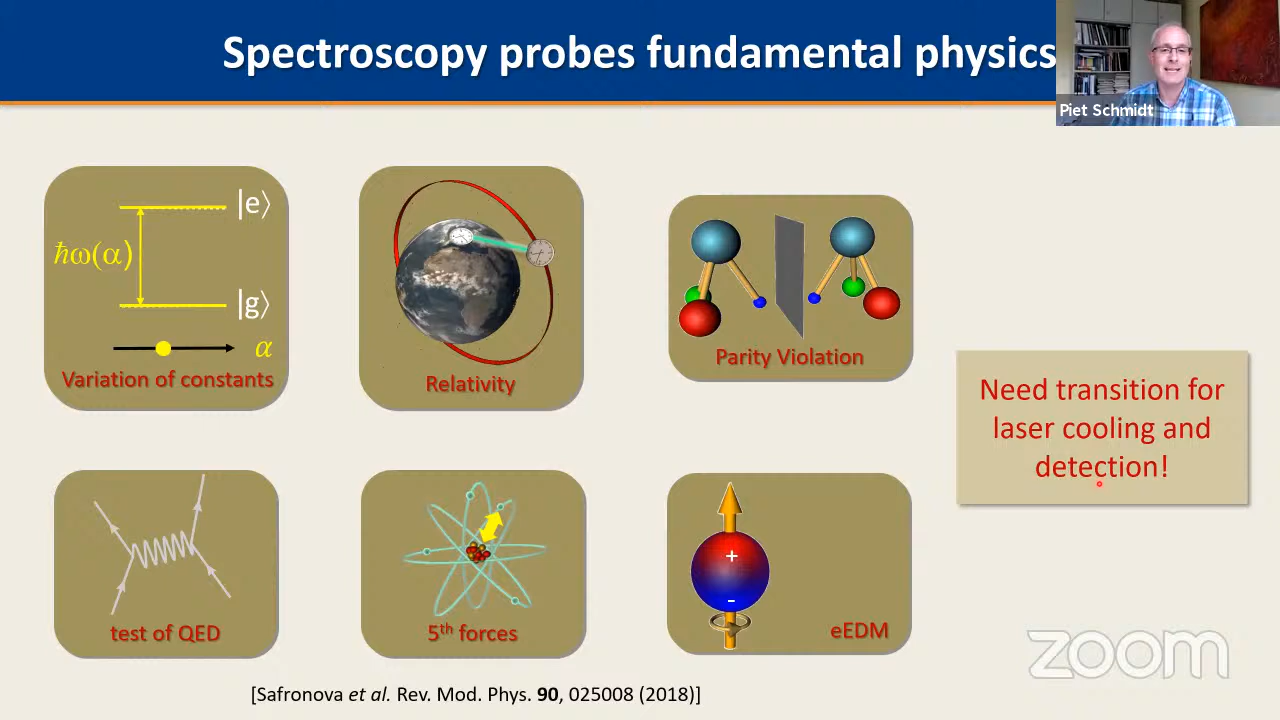 Spectroscopy probes fundamental physics
Piet Schmidt
|e⟩
ħω(α)
|g⟩
α
Variation of constants
Relativity
Parity Violation
Need transition for
laser cooling and
detection!
test of QED
5th forces
+
-
eEDM
zoom
[Safronova et al. Rev. Mod. Phys. 90, 025008 (2018)]